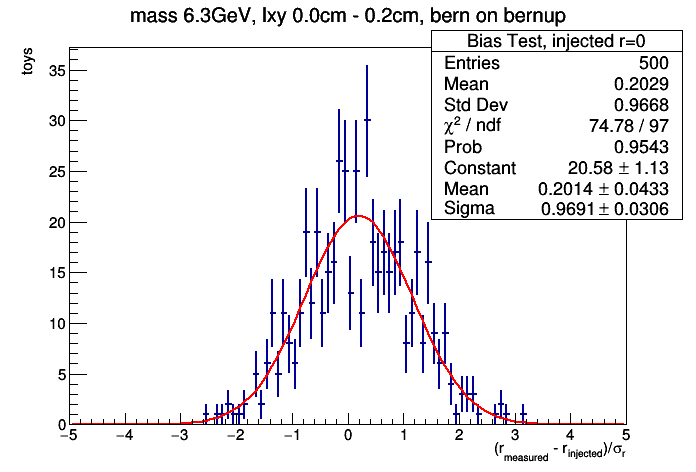 mass 6.3GeV, lxy 0.0cm - 0.2cm, bern on bernup
Bias Test, injected r=0
Entries 500
Mean 0.2029
Std Dev 0.9668
χ² / ndf 74.78 / 97
Prob 0.9543
Constant 20.58 ± 1.13
Mean 0.2014 ± 0.0433
Sigma 0.9691 ± 0.0306
toys
35
30
25
20
15
10
5
0
−5 −4 −3 −2 −1 0 1 2 3 4 5
(r_measured - r_injected)/σ_r